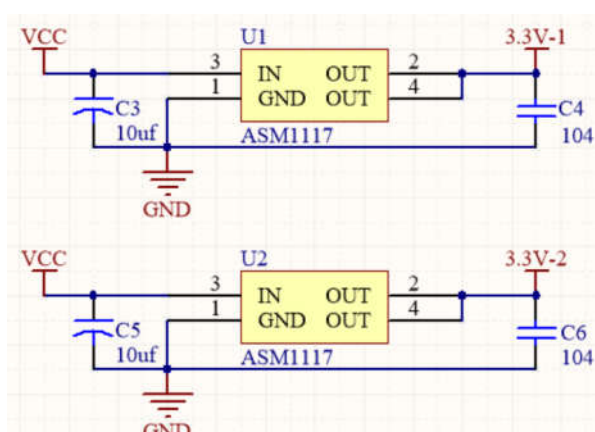 VCC U1 3.3V-1
3 IN OUT 2
1 GND OUT 4
C3 C4
10uf ASM1117 104
GND
VCC U2 3.3V-2
3 IN OUT 2
1 GND OUT 4
C5 C6
10uf ASM1117 104
GND